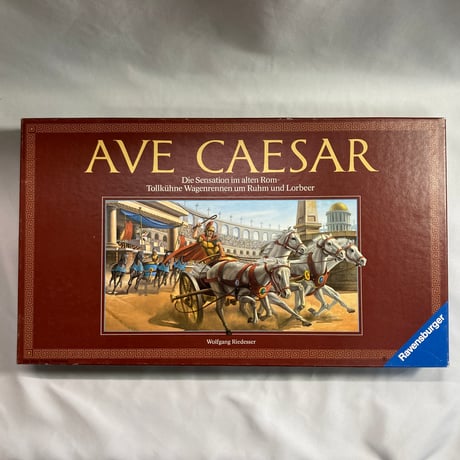 AVE CAESAR
Die Sensation im alten Rom-
Tollkühne Wagenrennen um Ruhm und Lorbeer
Wolfgang Riedesser
Ravensburger